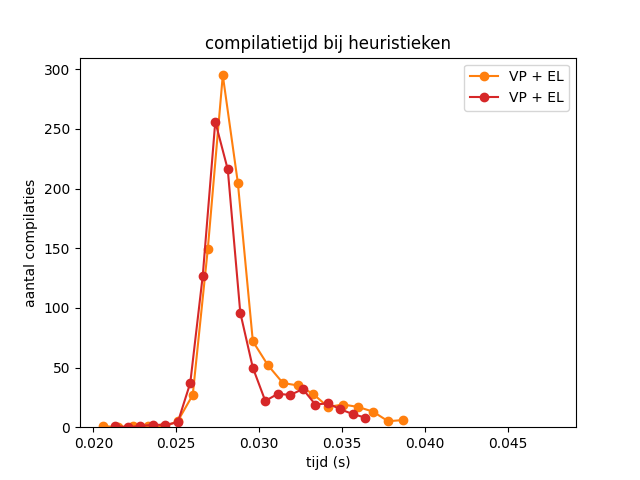 compilatietijd bij heuristieken
VP + EL
VP + EL
300
250
200
150
100
50
0
aantal compilaties
0.020 0.025 0.030 0.035 0.040 0.045
tijd (s)